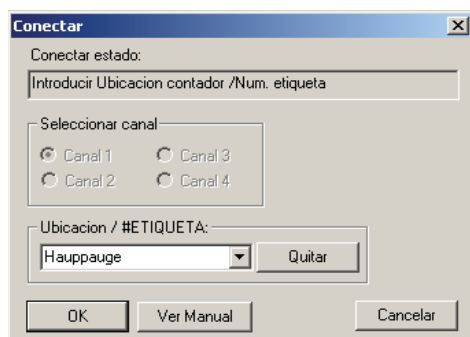 Conectar
Conectar estado:
Introducir Ubicacion contador /Num. etiqueta
Seleccionar canal
Canal 1 Canal 3
Canal 2 Canal 4
Ubicacion / #ETIQUETA:
Hauppauge Quitar
OK Ver Manual Cancelar